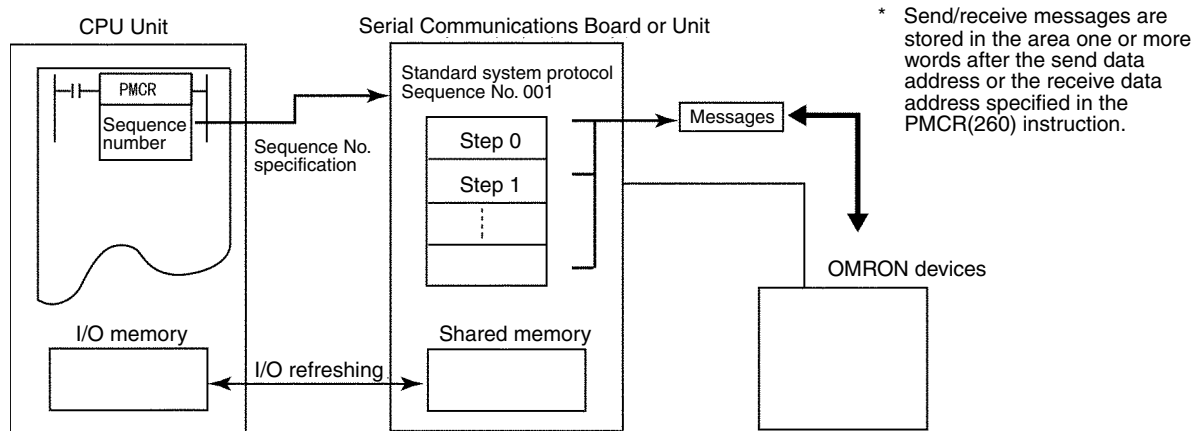 CPU Unit
Serial Communications Board or Unit
* Send/receive messages are
stored in the area one or more
words after the send data
address or the receive data
address specified in the
PMCR(260) instruction.
PMCR
Sequence
number
Sequence No.
specification
Standard system protocol
Sequence No. 001
Step 0
Step 1
Messages
OMRON devices
I/O memory
I/O refreshing
Shared memory